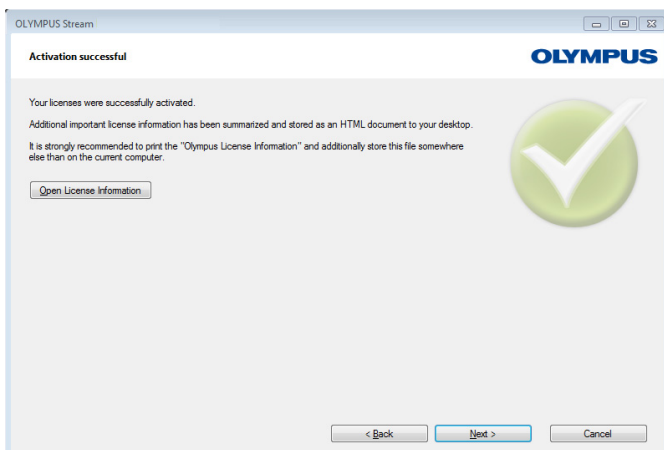 OLYMPUS Stream
Activation successful
OLYMPUS
Your licenses were successfully activated.
Additional important license information has been summarized and stored as an HTML document to your desktop.
It is strongly recommended to print the "Olympus License Information" and additionally store this file somewhere
else than on the current computer.
Open License Information
< Back
Next >
Cancel